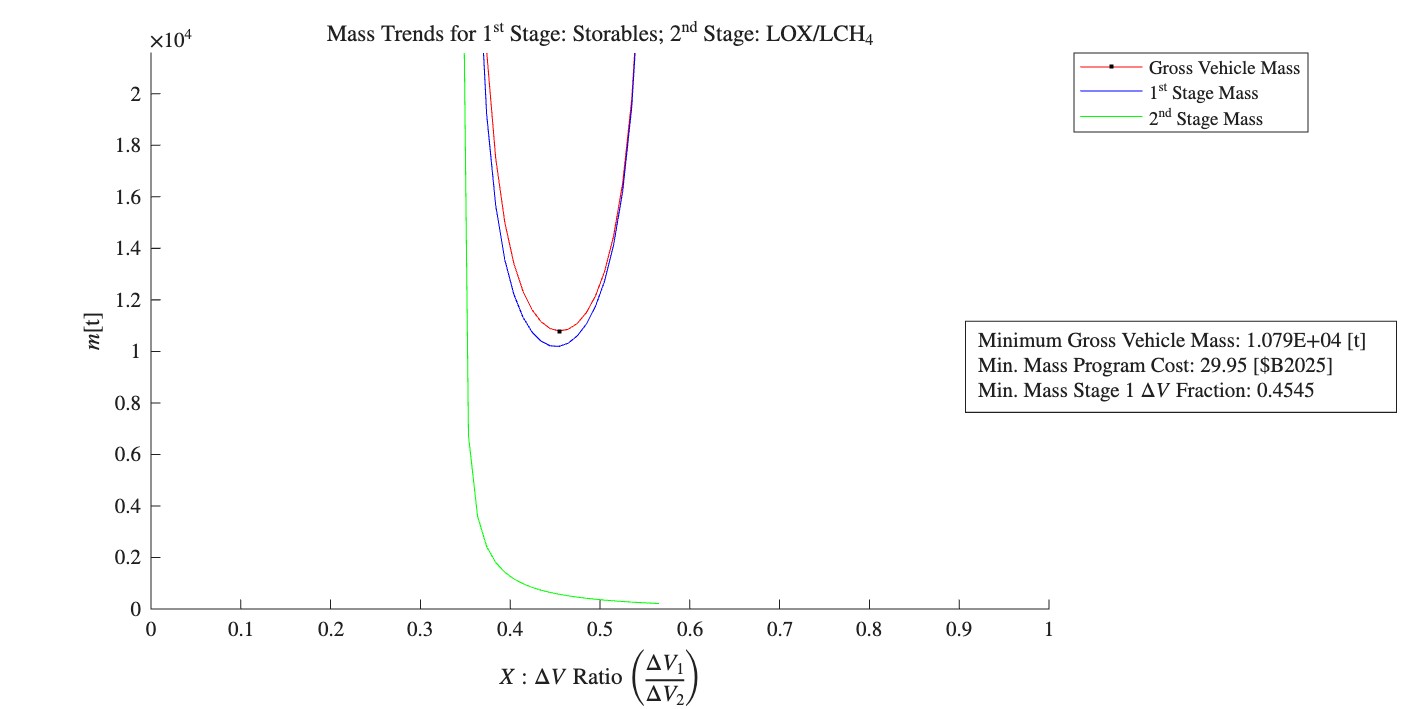 Mass Trends for 1st Stage: Storables; 2nd Stage: LOX/LCH4
×10^4
2
1.8
1.6
1.4
1.2
1
0.8
0.6
0.4
0.2
0
m[t]
0 0.1 0.2 0.3 0.4 0.5 0.6 0.7 0.8 0.9 1
X : ΔV Ratio (ΔV1/ΔV2)
Gross Vehicle Mass
1st Stage Mass
2nd Stage Mass
Minimum Gross Vehicle Mass: 1.079E+04 [t]
Min. Mass Program Cost: 29.95 [$B2025]
Min. Mass Stage 1 ΔV Fraction: 0.4545